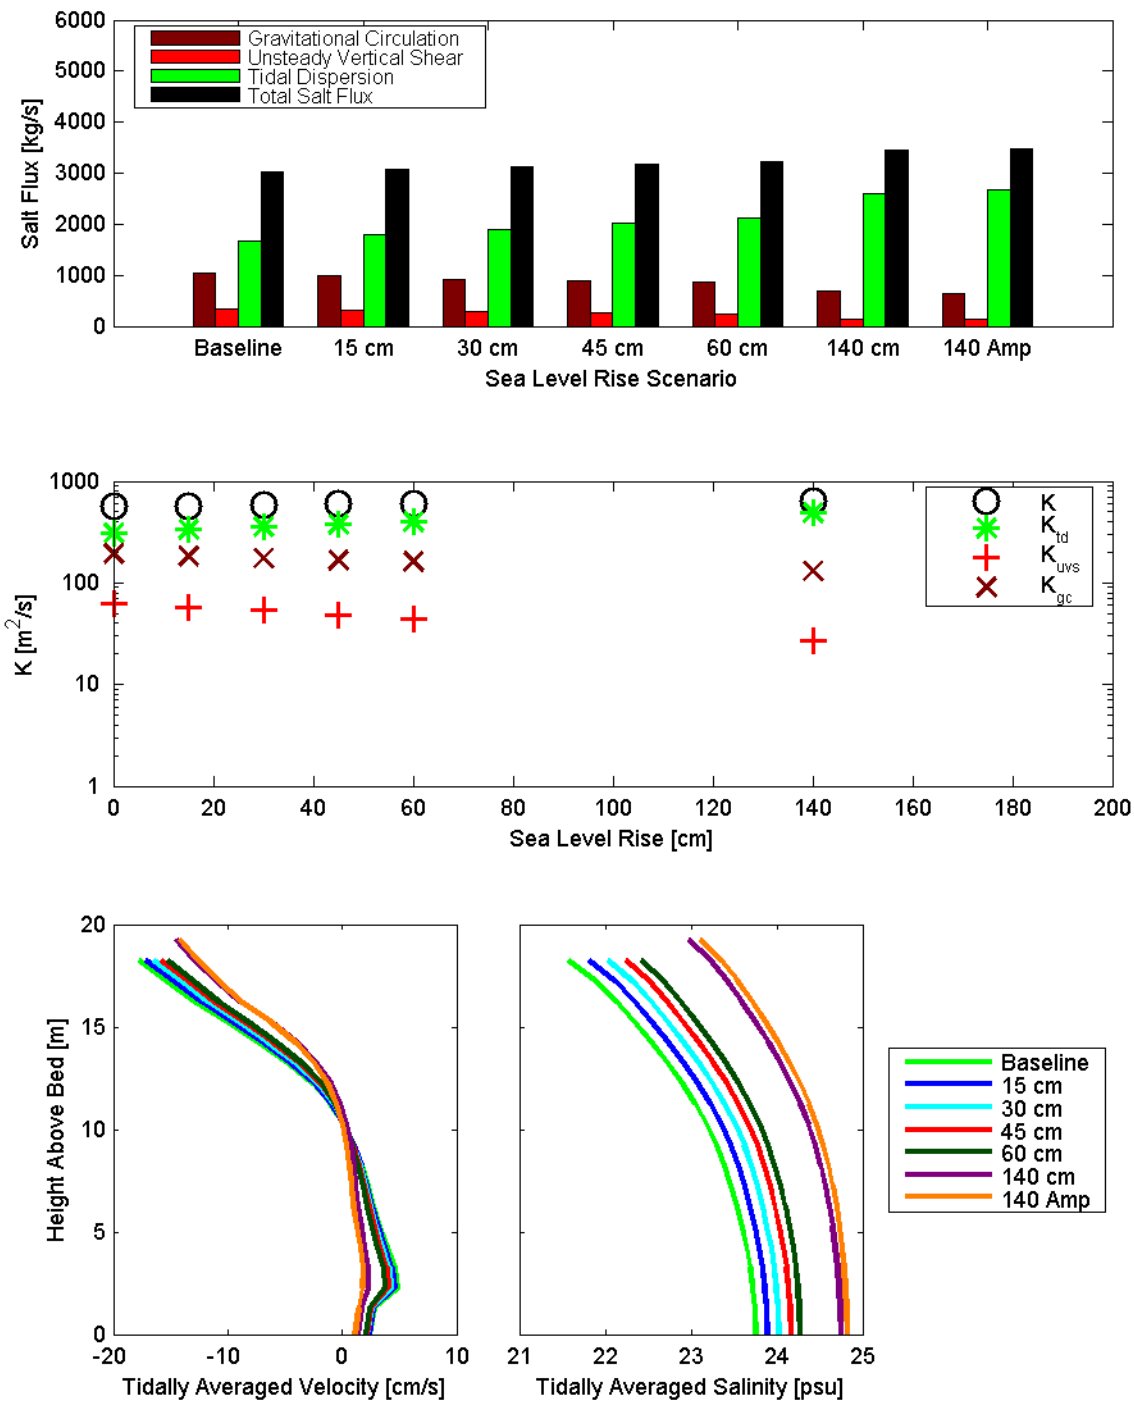 6000
5000
4000
3000
2000
1000
0
Salt Flux [kg/s]
Gravitational Circulation
Unsteady Vertical Shear
Tidal Dispersion
Total Salt Flux
Baseline 15 cm 30 cm 45 cm 60 cm 140 cm 140 Amp
Sea Level Rise Scenario
1000
100
10
1
K [m²/s]
K
K_td
K_uvs
K_gc
0 20 40 60 80 100 120 140 160 180 200
Sea Level Rise [cm]
20
15
10
5
0
Height Above Bed [m]
-20 -10 0 10
Tidally Averaged Velocity [cm/s]
21 22 23 24 25
Tidally Averaged Salinity [psu]
Baseline
15 cm
30 cm
45 cm
60 cm
140 cm
140 Amp